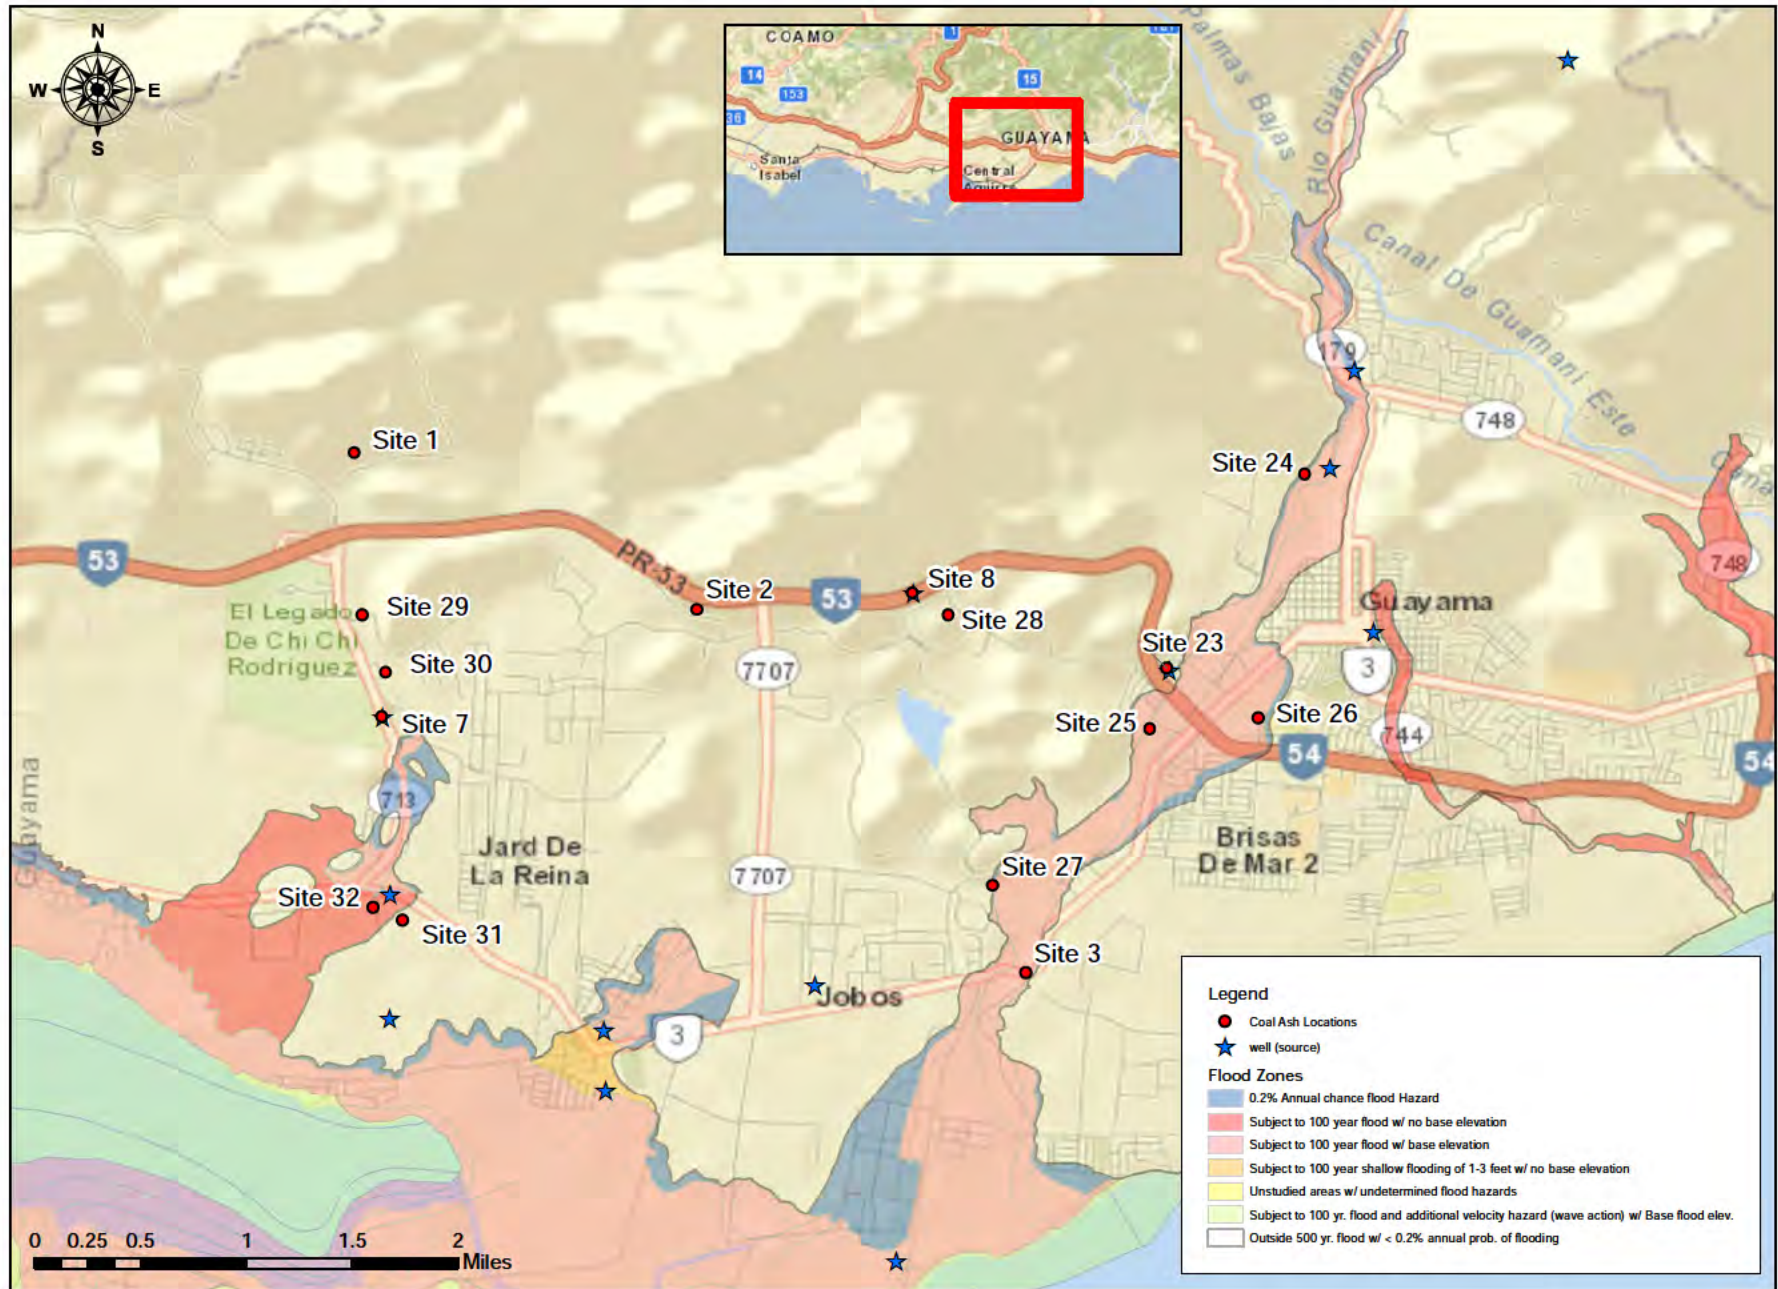 N
W
E
S
COAMO
1
14
15
153
36
GUAYAMA
Santa
Isabel
Central
Aguirre
Palmas Bajas
Rio Guamani
Canal De Guamani Este
179
748
Site 1
Site 24
53
PR-53
Site 2
53
Site 8
Site 29
El Legado
De Chi Chi
Rodriguez
Site 28
Guayama
748
Site 30
7707
Site 23
3
Site 7
Site 25
Site 26
744
54
54
Guayama
713
Jard De
La Reina
7707
Brisas
De Mar 2
Site 27
Site 32
Site 31
Site 3
Jobos
3
Legend
Coal Ash Locations
well (source)
Flood Zones
0.2% Annual chance flood Hazard
Subject to 100 year flood w/ no base elevation
Subject to 100 year flood w/ base elevation
Subject to 100 year shallow flooding of 1-3 feet w/ no base elevation
Unstudied areas w/ undetermined flood hazards
Subject to 100 yr. flood and additional velocity hazard (wave action) w/ Base flood elev.
Outside 500 yr. flood w/ < 0.2% annual prob. of flooding
0 0.25 0.5 1 1.5 2
Miles